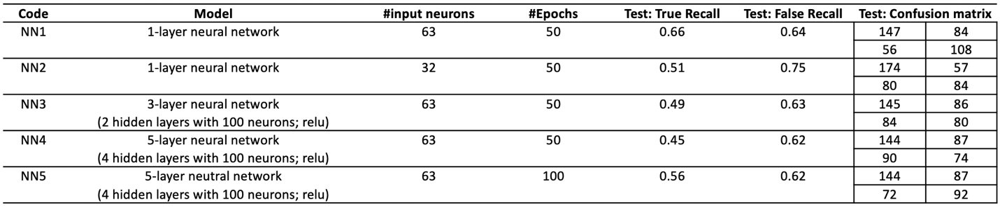 Code Model #input neurons #Epochs Test: True Recall Test: False Recall Test: Confusion matrix
NN1 1-layer neural network 63 50 0.66 0.64 147 84
56 108
NN2 1-layer neural network 32 50 0.51 0.75 174 57
80 84
NN3 3-layer neural network 63 50 0.49 0.63 145 86
(2 hidden layers with 100 neurons; relu) 84 80
NN4 5-layer neural network 63 50 0.45 0.62 144 87
(4 hidden layers with 100 neurons; relu) 90 74
NN5 5-layer neutral network 63 100 0.56 0.62 144 87
(4 hidden layers with 100 neurons; relu) 72 92